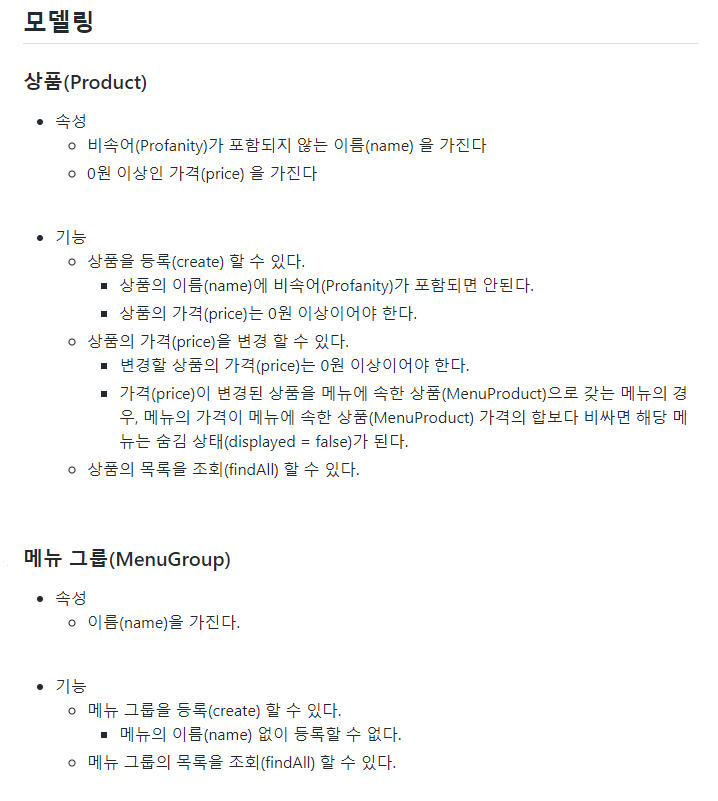 모델링
상품(Product)
속성
비속어(Profanity)가 포함되지 않는 이름(name) 을 가진다
0원 이상인 가격(price) 을 가진다
기능
상품을 등록(create) 할 수 있다.
상품의 이름(name)에 비속어(Profanity)가 포함되면 안된다.
상품의 가격(price)는 0원 이상이어야 한다.
상품의 가격(price)을 변경 할 수 있다.
변경할 상품의 가격(price)는 0원 이상이어야 한다.
가격(price)이 변경된 상품을 메뉴에 속한 상품(MenuProduct)으로 갖는 메뉴의 경
우, 메뉴의 가격이 메뉴에 속한 상품(MenuProduct) 가격의 합보다 비싸면 해당 메
뉴는 숨김 상태(displayed = false)가 된다.
상품의 목록을 조회(findAll) 할 수 있다.
메뉴 그룹(MenuGroup)
속성
이름(name)을 가진다.
기능
메뉴 그룹을 등록(create) 할 수 있다.
메뉴의 이름(name) 없이 등록할 수 없다.
메뉴 그룹의 목록을 조회(findAll) 할 수 있다.